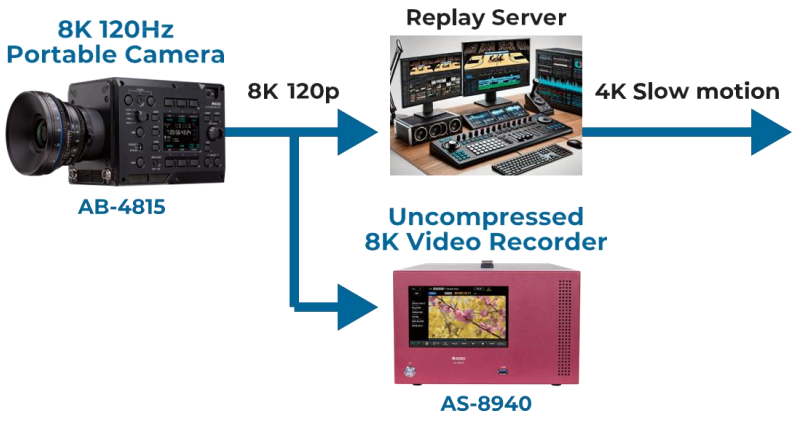 8K 120Hz
Portable Camera
Replay Server
8K 120p
4K Slow motion
AB-4815
Uncompressed
8K Video Recorder
AS-8940